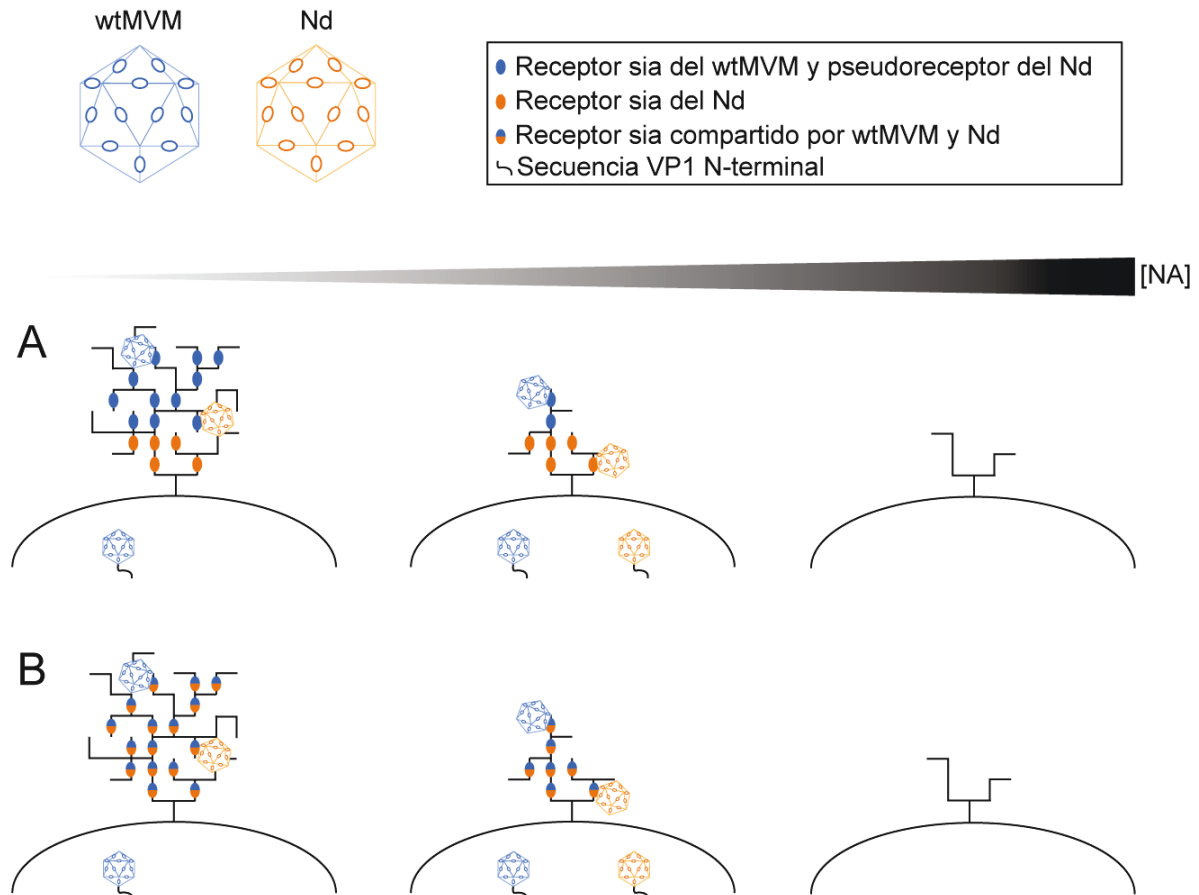 wtMVM
Nd
Receptor sia del wtMVM y pseudoreceptor del Nd
Receptor sia del Nd
Receptor sia compartido por wtMVM y Nd
Secuencia VP1 N-terminal
[NA]
A
B